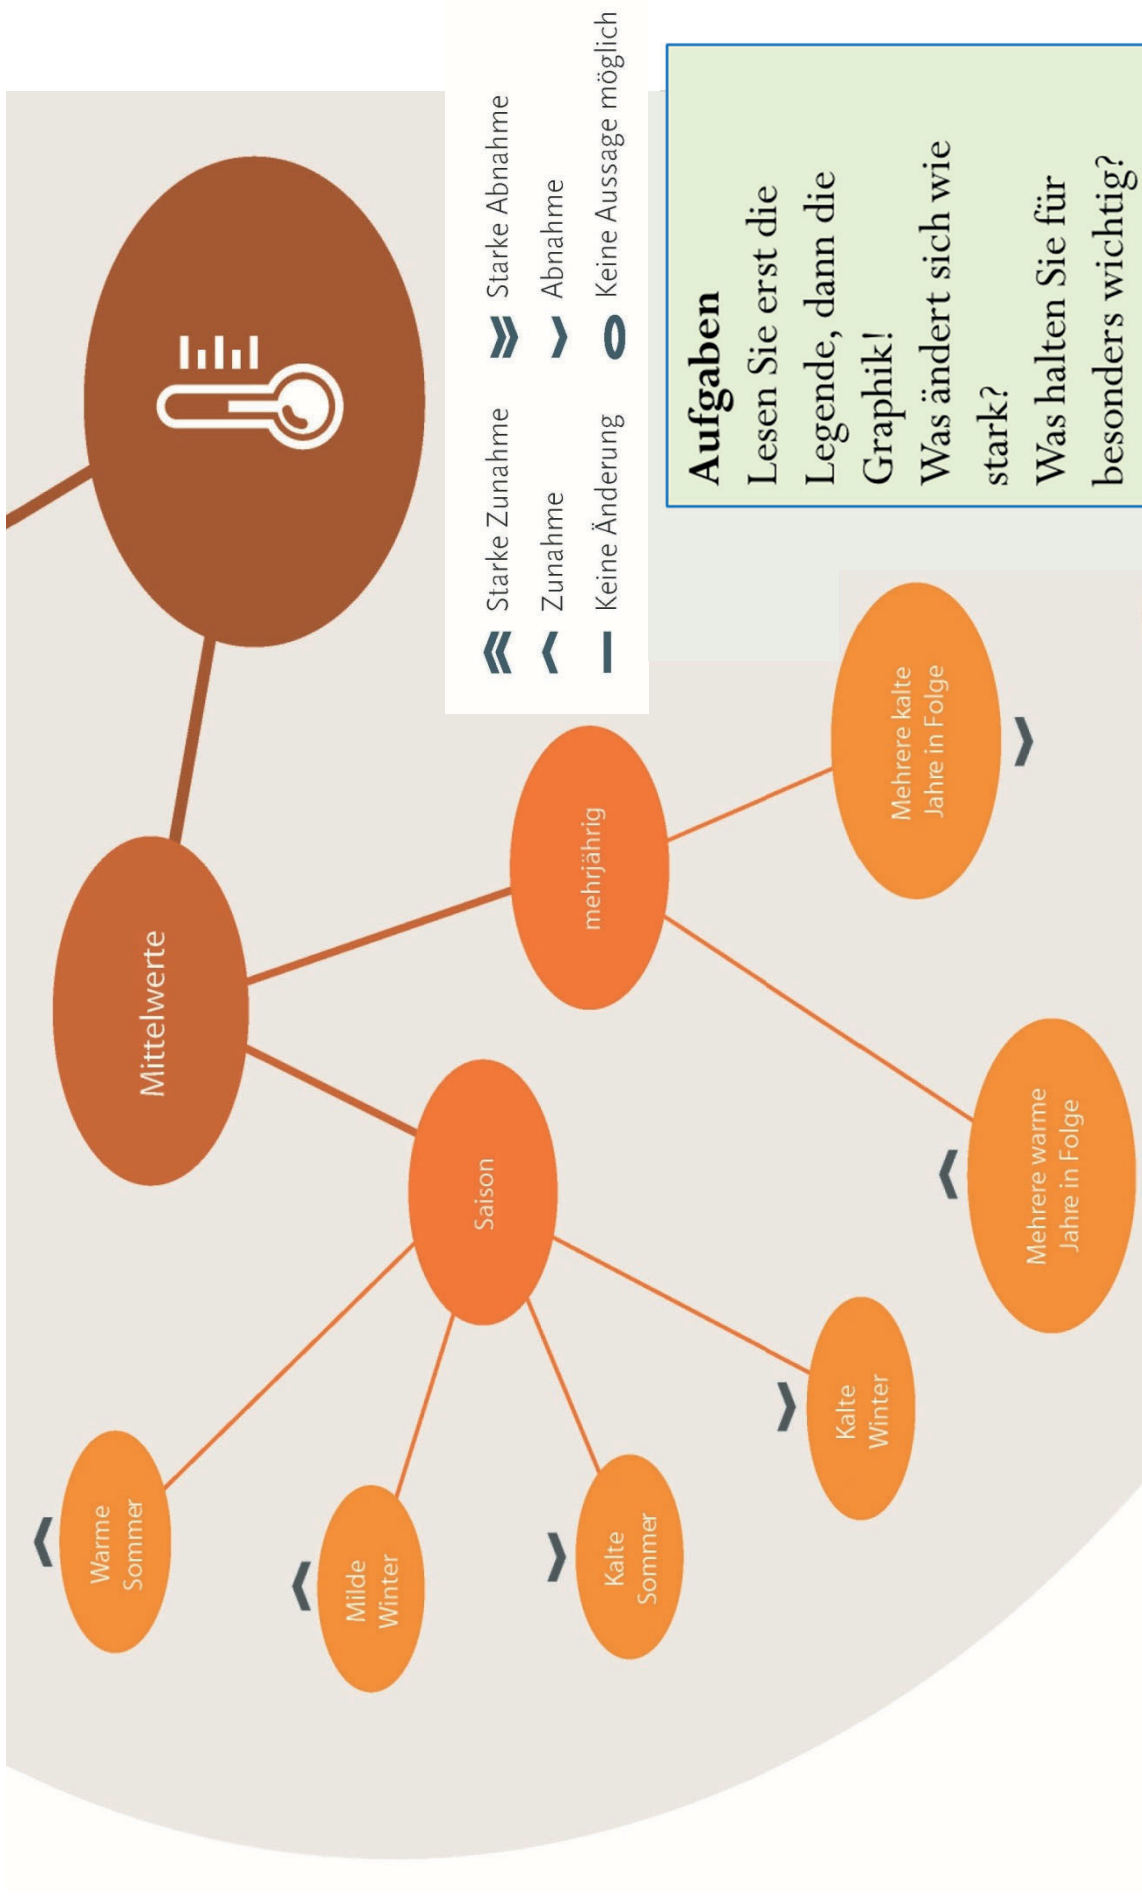 Mittelwerte
Saison
mehrjährig
Warme
Sommer
Milde
Winter
Kalte
Sommer
Kalte
Winter
Mehrere warme
Jahre in Folge
Mehrere kalte
Jahre in Folge
Starke Zunahme
Starke Abnahme
Zunahme
Abnahme
Keine Änderung
Keine Aussage möglich
Aufgaben
Lesen Sie erst die
Legende, dann die
Graphik!
Was ändert sich wie
stark?
Was halten Sie für
besonders wichtig?